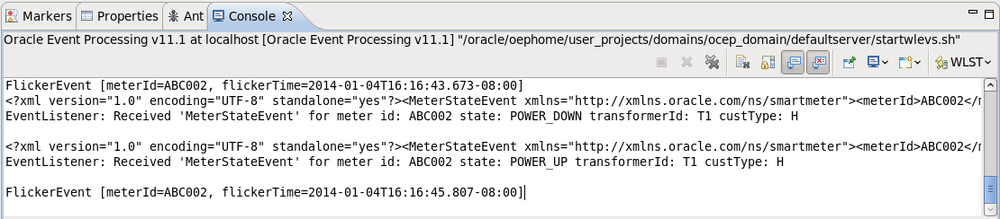 Markers Properties Ant Console
Oracle Event Processing v11.1 at localhost [Oracle Event Processing v11.1] "/oracle/oephome/user_projects/domains/ocep_domain/defaultserver/startwlevs.sh"
WLST
FlickerEvent [meterId=ABC002, flickerTime=2014-01-04T16:16:43.673-08:00]
<?xml version="1.0" encoding="UTF-8" standalone="yes"?><MeterStateEvent xmlns="http://xmlns.oracle.com/ns/smartmeter"><meterId>ABC002</
EventListener: Received 'MeterStateEvent' for meter id: ABC002 state: POWER_DOWN transformerId: T1 custType: H
<?xml version="1.0" encoding="UTF-8" standalone="yes"?><MeterStateEvent xmlns="http://xmlns.oracle.com/ns/smartmeter"><meterId>ABC002</
EventListener: Received 'MeterStateEvent' for meter id: ABC002 state: POWER_UP transformerId: T1 custType: H
FlickerEvent [meterId=ABC002, flickerTime=2014-01-04T16:16:45.807-08:00]